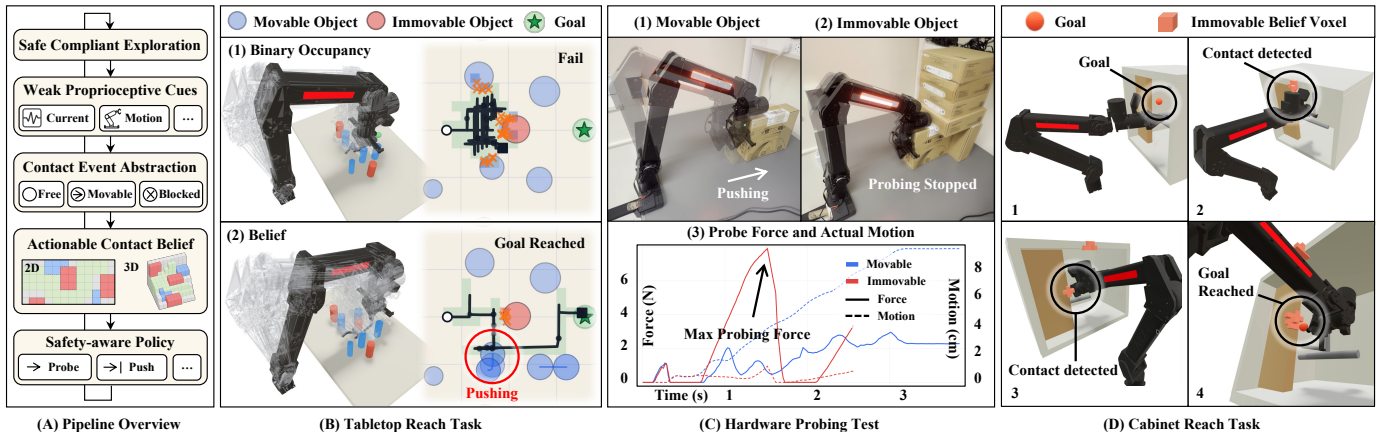 Safe Compliant Exploration
Weak Proprioceptive Cues
Current
Motion
...
Contact Event Abstraction
Free
Movable
Blocked
Actionable Contact Belief
2D
3D
Safety-aware Policy
Probe
Push
...
(A) Pipeline Overview
Movable Object
Immovable Object
Goal
(1) Binary Occupancy
Fail
(2) Belief
Goal Reached
Pushing
(B) Tabletop Reach Task
(1) Movable Object
(2) Immovable Object
Pushing
Probing Stopped
(3) Probe Force and Actual Motion
Force (N)
6
4
2
0
Movable
Immovable
Force
Motion
Max Probing Force
Motion (cm)
8
6
4
2
0
Time (s)
1
2
3
(C) Hardware Probing Test
Goal
Immovable Belief Voxel
Goal
1
Contact detected
2
Contact detected
3
Goal
Reached
4
(D) Cabinet Reach Task